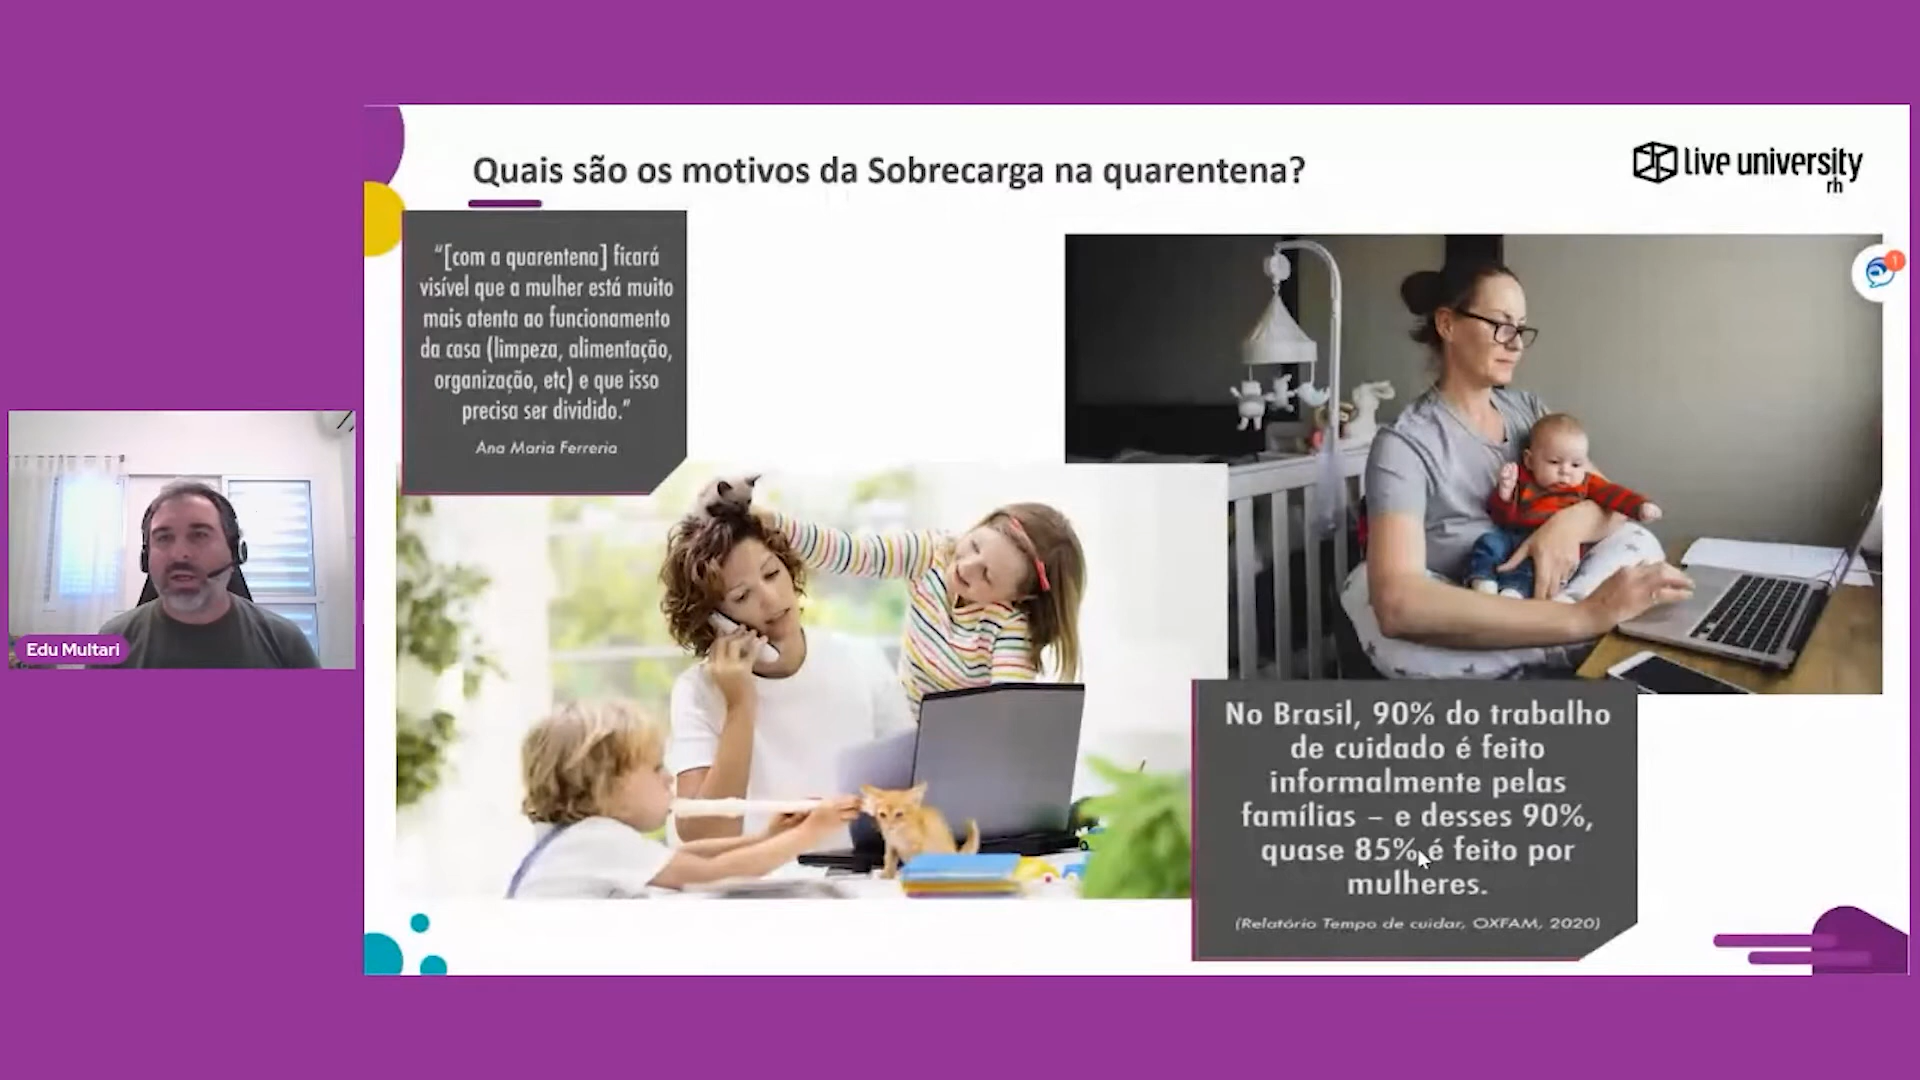 Quais são os motivos da Sobrecarga na quarentena?
live university
rh
“[com a quarentena] ficará
visível que a mulher está muito
mais atenta ao funcionamento
da casa (limpeza, alimentação,
organização, etc) e que isso
precisa ser dividido.”
Ana Maria Ferreria
1
Edu Multari
No Brasil, 90% do trabalho
de cuidado é feito
informalmente pelas
famílias – e desses 90%,
quase 85% é feito por
mulheres.
(Relatório Tempo de cuidar, OXFAM, 2020)